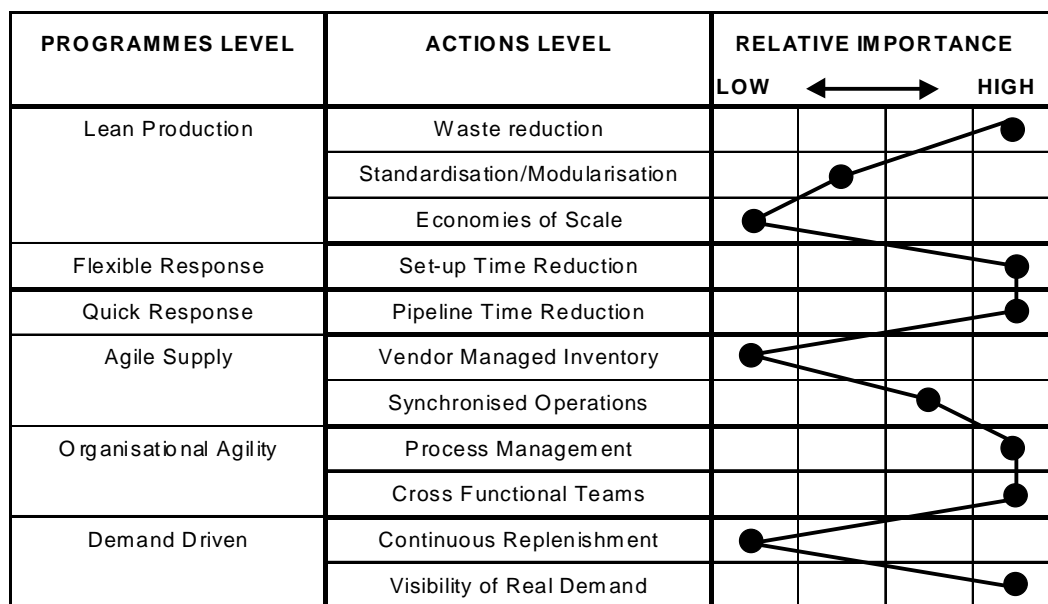 PROGRAMMES LEVEL ACTIONS LEVEL RELATIVE IMPORTANCE
LOW HIGH
Lean Production Waste reduction
Standardisation/Modularisation
Economies of Scale
Flexible Response Set-up Time Reduction
Quick Response Pipeline Time Reduction
Agile Supply Vendor Managed Inventory
Synchronised Operations
Organisational Agility Process Management
Cross Functional Teams
Demand Driven Continuous Replenishment
Visibility of Real Demand